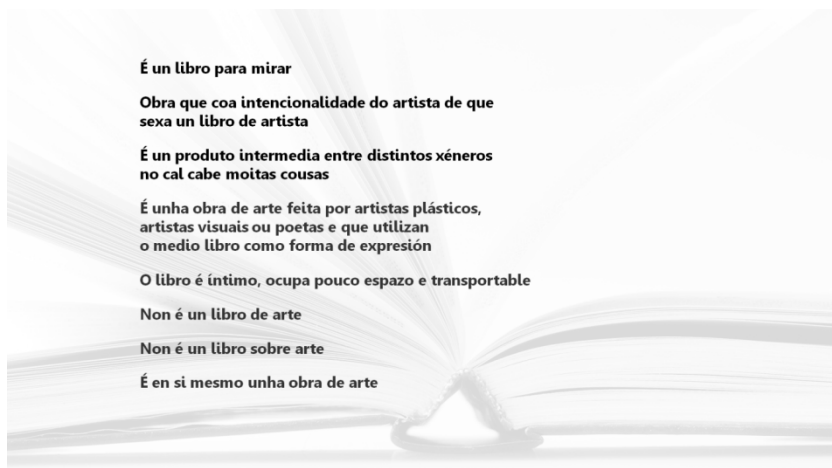 É un libro para mirar
Obra que coa intencionalidade do artista de que
sexa un libro de artista
É un produto intermedia entre distintos xéneros
no cal cabe moitas cousas
É unha obra de arte feita por artistas plásticos,
artistas visuais ou poetas e que utilizan
o medio libro como forma de expresión
O libro é íntimo, ocupa pouco espazo e transportable
Non é un libro de arte
Non é un libro sobre arte
É en si mesmo unha obra de arte